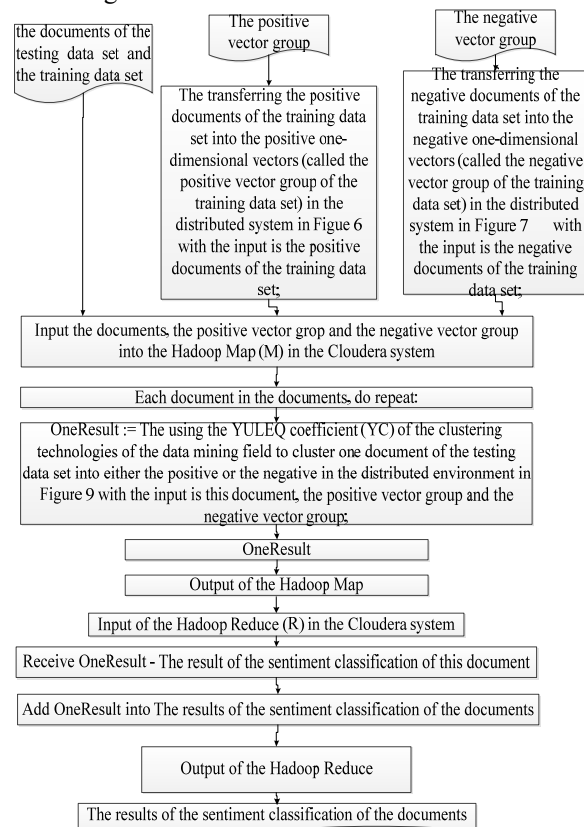 the documents of the
testing data set and
the training data set
The positive
vector group
The negative
vector group
The transferring the positive
documents of the training data
set into the positive one-
dimensional vectors (called the
positive vector group of the
training data set) in the
distributed system in Figue 6
with the input is the positive
documents of the training data
set;
The transferring the
negative documents of the
training data set into the
negative one-dimensional
vectors (called the negative
vector group of the training
data set) in the distributed
system in Figure 7 with
the input is the negative
documents of the training
data set;
Input the documents, the positive vector grop and the negative vector group
into the Hadoop Map (M) in the Cloudera system
Each document in the documents, do repeat:
OneResult := The using the YULEQ coefficient (YC) of the clustering
technologies of the data mining field to cluster one document of the testing
data set into either the positive or the negative in the distributed environment in
Figure 9 with the input is this document, the positive vector group and the
negative vector group;
OneResult
Output of the Hadoop Map
Input of the Hadoop Reduce (R) in the Cloudera system
Receive OneResult - The result of the sentiment classification of this document
Add OneResult into The results of the sentiment classification of the documents
Output of the Hadoop Reduce
The results of the sentiment classification of the documents